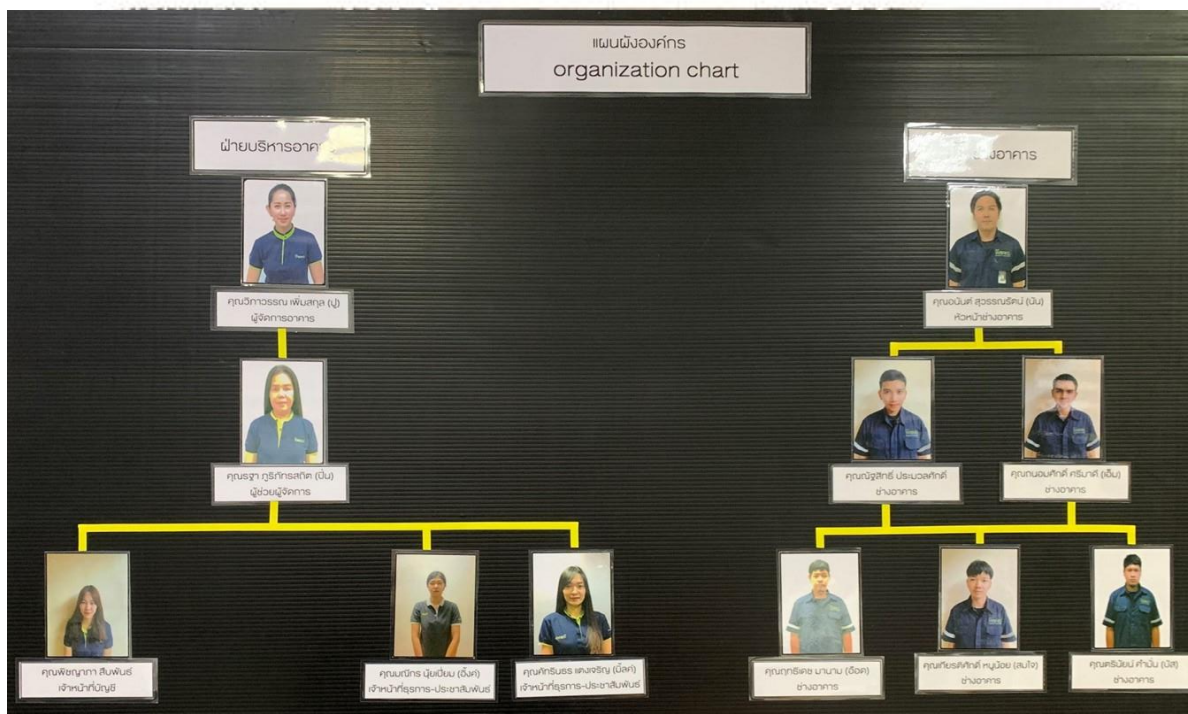 แผนผังองค์กร
organization chart
ฝ่ายบริหารอาคาร
ช่างอาคาร
คุณวิภาวรรณ เพิ่มสกุล (ปู)
ผู้จัดการอาคาร
คุณอนันต์ สุวรรณรัตน์ (นัน)
หัวหน้าช่างอาคาร
คุณรฐา ภูริภัทรสถิต (ปิ่น)
ผู้ช่วยผู้จัดการ
คุณณัฐสิทธิ์ ประมวลศักดิ์
ช่างอาคาร
คุณถนอมศักดิ์ ศรีมาดี (เอ็ม)
ช่างอาคาร
คุณพิชญาภา สืบพันธ์
เจ้าหน้าที่บัญชี
คุณมณีกร นุ้ยเปียม (อิ้งค์)
เจ้าหน้าที่ธุรการ-ประชาสัมพันธ์
คุณภัทรินธร แตงเจริญ (มิ้ลค์)
เจ้าหน้าที่ธุรการ-ประชาสัมพันธ์
คุณฤทธิเดช มานาม (อ๊อด)
ช่างอาคาร
คุณเกียรติศักดิ์ หนูน้อย (สมใจ)
ช่างอาคาร
คุณตรินัยน์ คำมั่น (บัส)
ช่างอาคาร